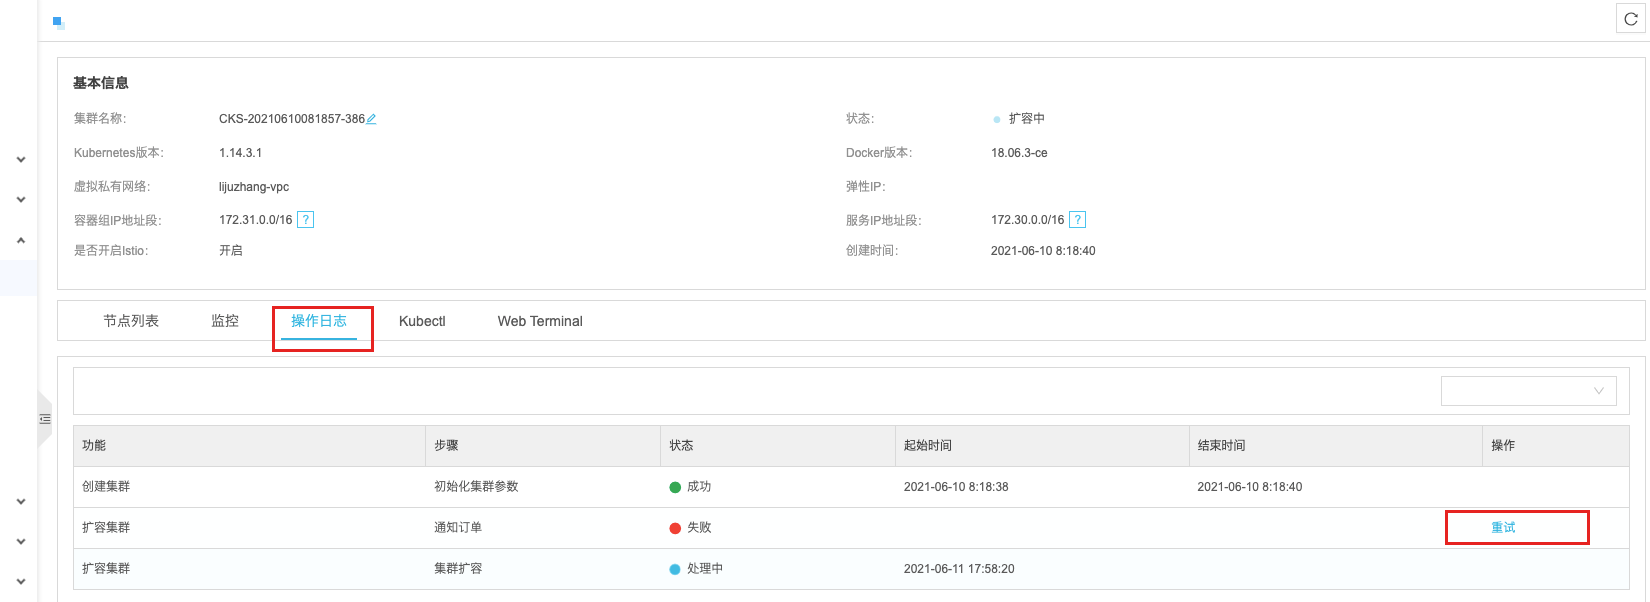 基本信息
集群名称: CKS-20210610081857-386 状态: 扩容中
Kubernetes版本: 1.14.3.1 Docker版本: 18.06.3-ce
虚拟私有网络: lijuzhang-vpc 弹性IP:
容器组IP地址段: 172.31.0.0/16 ? 服务IP地址段: 172.30.0.0/16 ?
是否开启Istio: 开启 创建时间: 2021-06-10 8:18:40
节点列表 监控 操作日志 Kubectl Web Terminal
功能 步骤 状态 起始时间 结束时间 操作
创建集群 初始化集群参数 成功 2021-06-10 8:18:38 2021-06-10 8:18:40
扩容集群 通知订单 失败 重试
扩容集群 集群扩容 处理中 2021-06-11 17:58:20